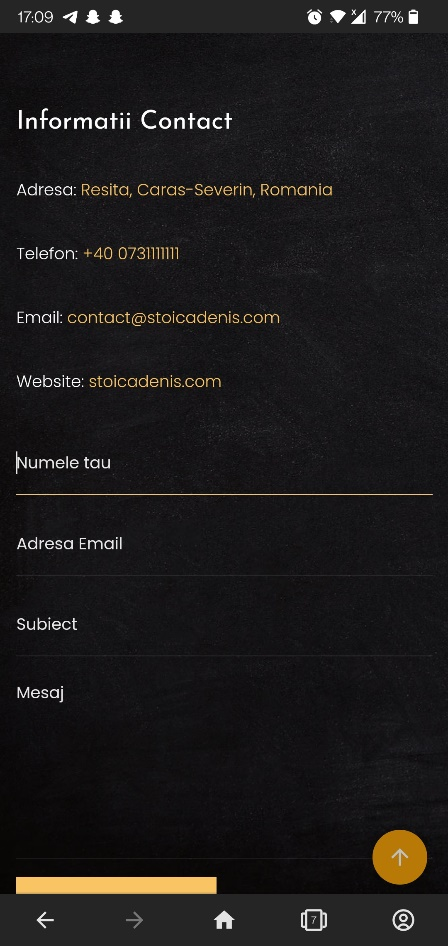 17:09
77%
Informatii Contact
Adresa: Resita, Caras-Severin, Romania
Telefon: +40 0731111111
Email: contact@stoicadenis.com
Website: stoicadenis.com
Numele tau
Adresa Email
Subiect
Mesaj
7